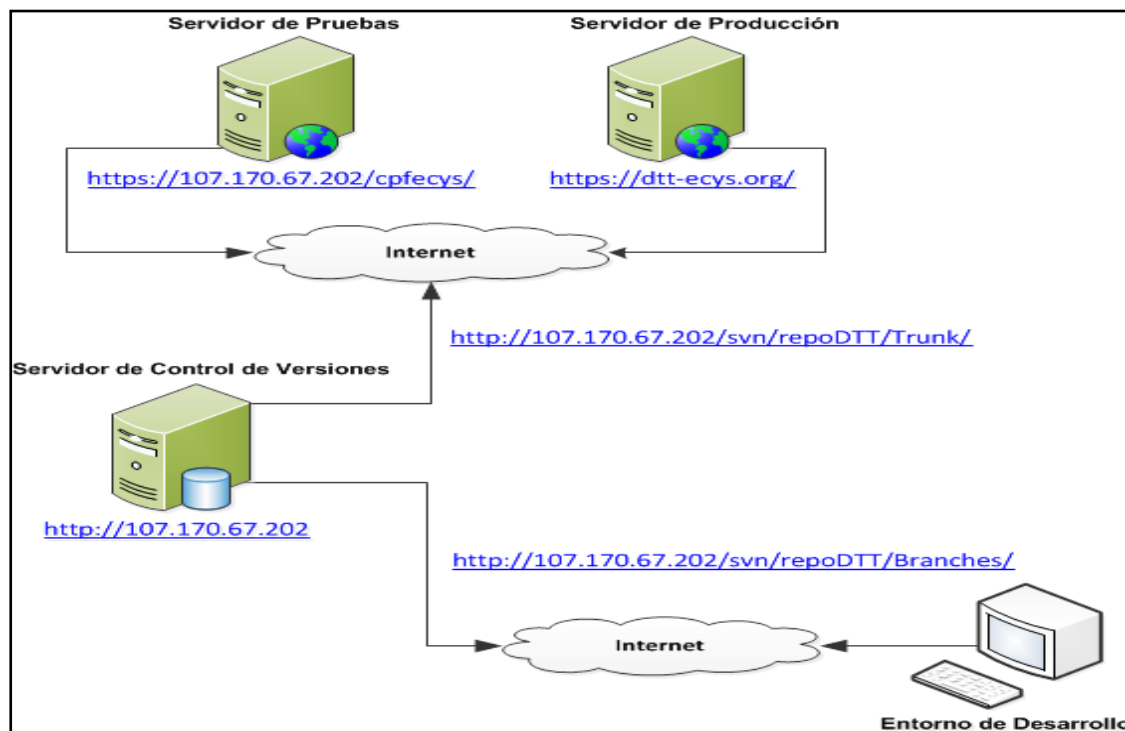 Servidor de Pruebas
Servidor de Producción
https://107.170.67.202/cpfecys/
https://dtt-ecys.org/
Internet
http://107.170.67.202/svn/repoDTT/Trunk/
Servidor de Control de Versiones
http://107.170.67.202
http://107.170.67.202/svn/repoDTT/Branches/
Internet
Entorno de Desarrollo